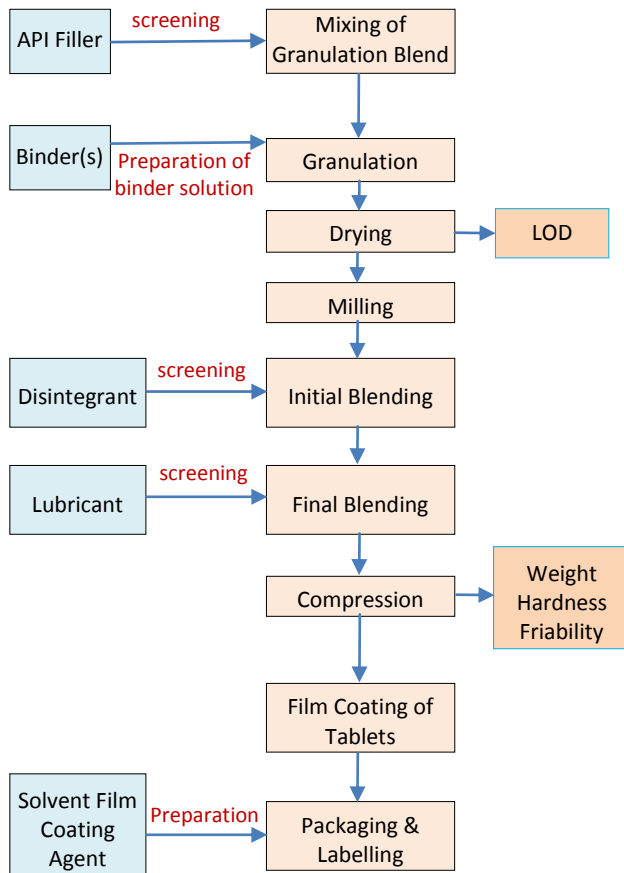 API Filler
screening
Mixing of
Granulation Blend
Binder(s)
Preparation of
binder solution
Granulation
Drying
LOD
Milling
Disintegrant
screening
Initial Blending
Lubricant
screening
Final Blending
Compression
Weight
Hardness
Friability
Film Coating of
Tablets
Solvent Film
Coating
Agent
Preparation
Packaging &
Labelling